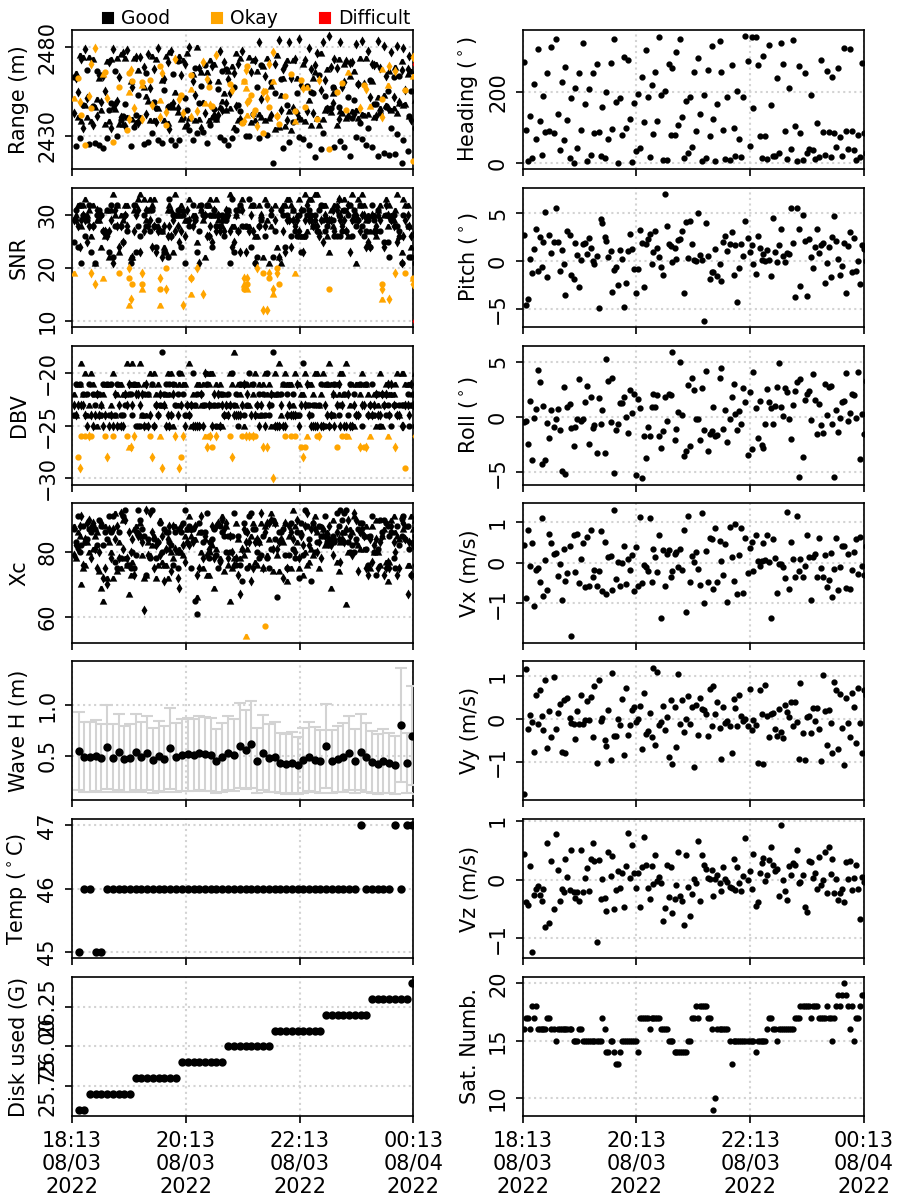 Good Okay Difficult
Range (m)
2480
2430
Heading (°)
200
0
SNR
30
20
10
Pitch (°)
5
0
−5
DBV
−20
−25
−30
Roll (°)
5
0
−5
Xc
80
60
Vx (m/s)
1
0
−1
Wave H (m)
1.0
0.5
Vy (m/s)
1
0
−1
Temp (°C)
47
46
45
Vz (m/s)
1
0
−1
Disk used (G)
26.25
26.00
25.75
Sat. Numb.
20
15
10
18:13 20:13 22:13 00:13
08/03 08/03 08/03 08/04
2022 2022 2022 2022
18:13 20:13 22:13 00:13
08/03 08/03 08/03 08/04
2022 2022 2022 2022